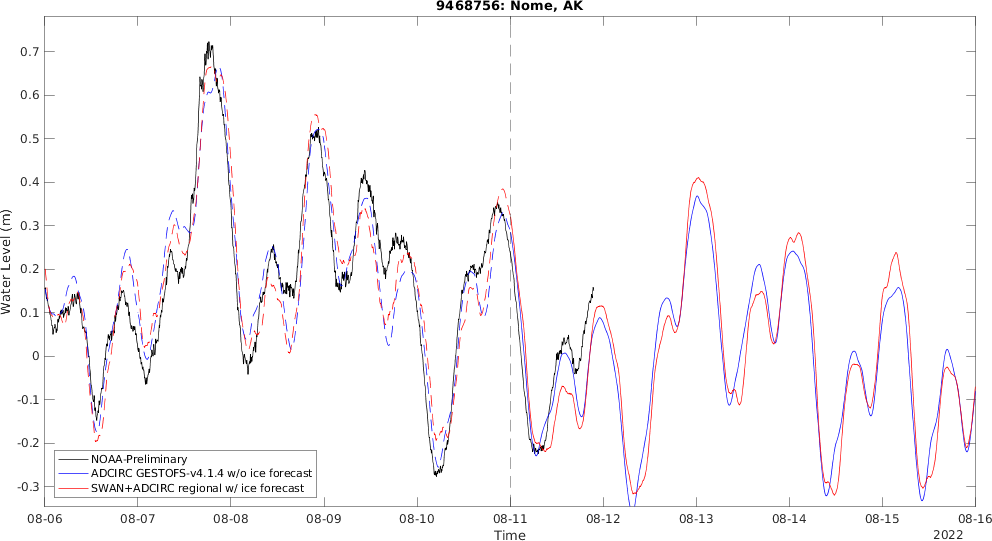 9468756: Nome, AK
Water Level (m)
0.7
0.6
0.5
0.4
0.3
0.2
0.1
0
-0.1
-0.2
-0.3
NOAA-Preliminary
ADCIRC GESTOFS-v4.1.4 w/o ice forecast
SWAN+ADCIRC regional w/ ice forecast
08-06 08-07 08-08 08-09 08-10 08-11 08-12 08-13 08-14 08-15 08-16
Time
2022